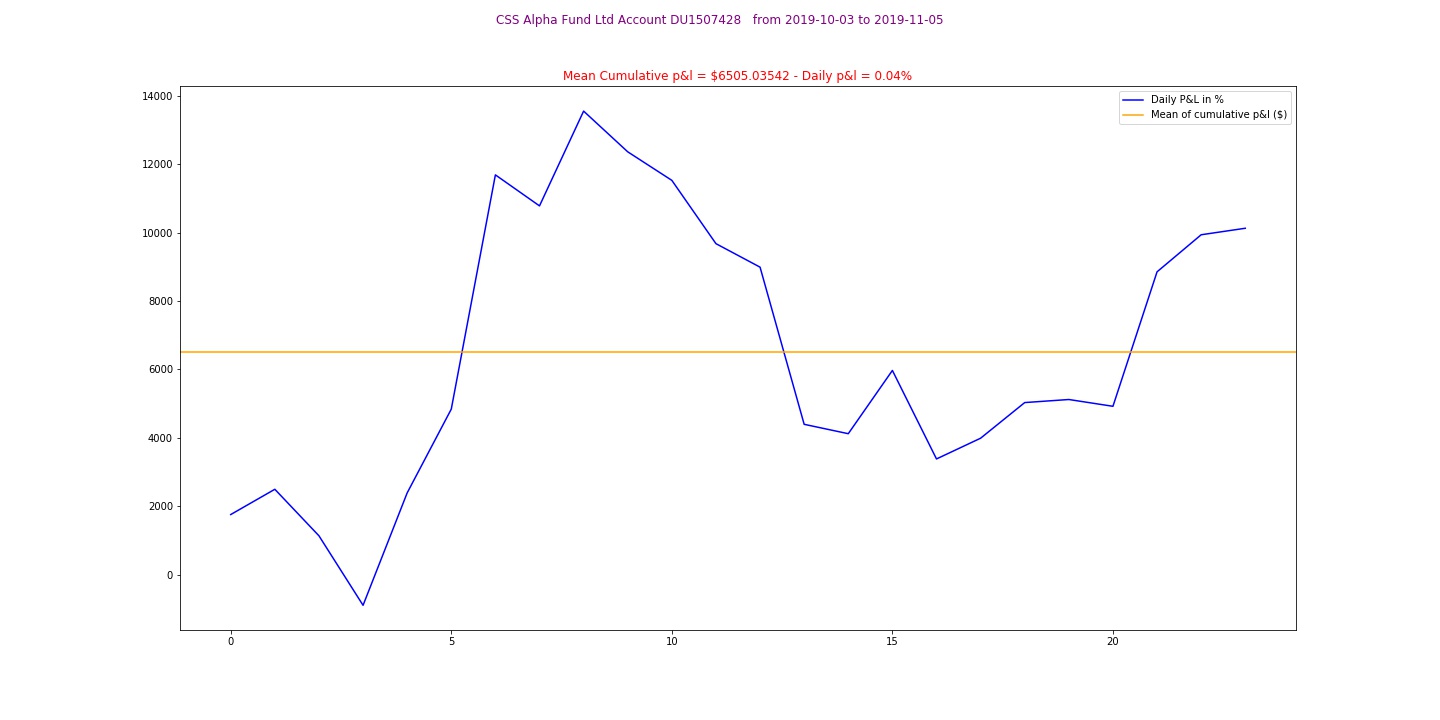 CSS Alpha Fund Ltd Account DU1507428   from 2019-10-03 to 2019-11-05
Mean Cumulative p&l = $6505.03542 - Daily p&l = 0.04%
Daily P&L in %
Mean of cumulative p&l ($)
14000
12000
10000
8000
6000
4000
2000
0
0 5 10 15 20